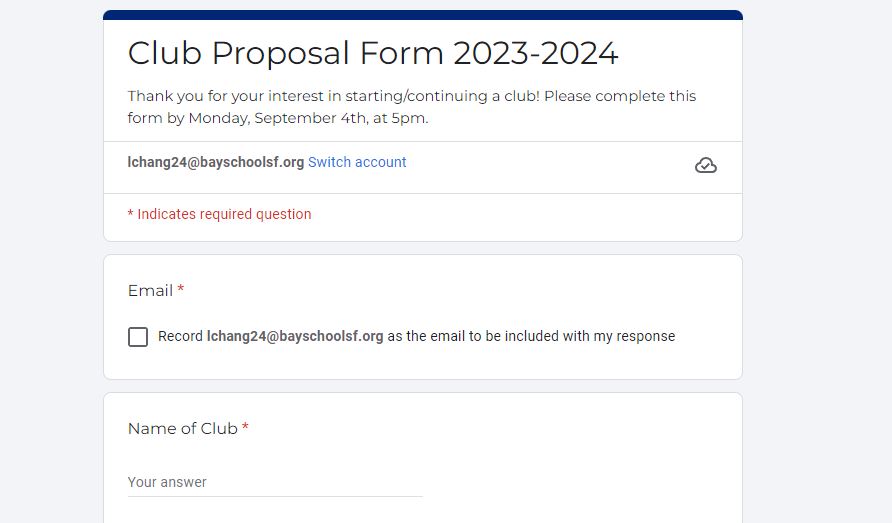 Club Proposal Form 2023-2024
Thank you for your interest in starting/continuing a club! Please complete this
form by Monday, September 4th, at 5pm.
lchang24@bayschoolsf.org Switch account
* Indicates required question
Email *
Record lchang24@bayschoolsf.org as the email to be included with my response
Name of Club *
Your answer